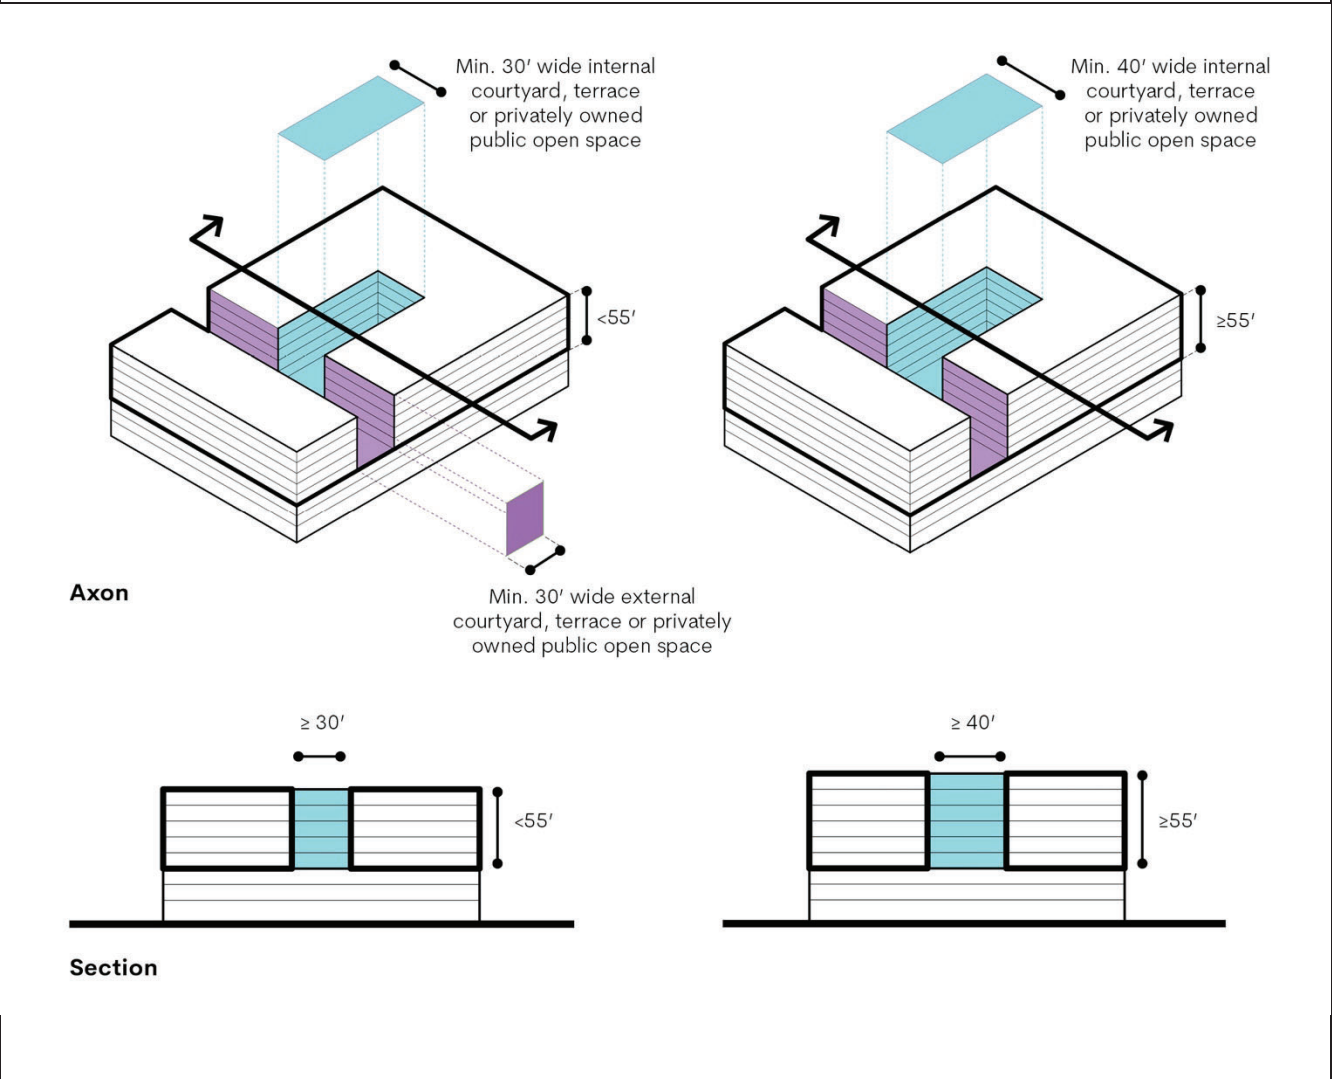 Min. 30′ wide internal
courtyard, terrace
or privately owned
public open space
Min. 40′ wide internal
courtyard, terrace
or privately owned
public open space
<55′
≥55′
Axon
Min. 30′ wide external
courtyard, terrace or privately
owned public open space
≥ 30′
≥ 40′
<55′
≥55′
Section